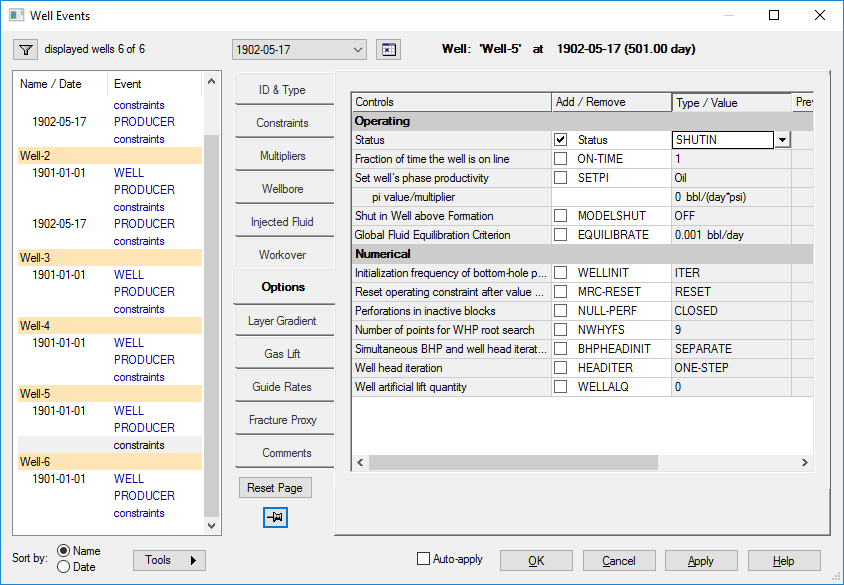 Well Events
displayed wells 6 of 6
1902-05-17
Well: 'Well-5' at 1902-05-17 (501.00 day)
Name / Date Event
constraints
1902-05-17 PRODUCER
constraints
Well-2
1901-01-01 WELL
PRODUCER
constraints
1902-05-17 PRODUCER
constraints
Well-3
1901-01-01 WELL
PRODUCER
constraints
Well-4
1901-01-01 WELL
PRODUCER
constraints
Well-5
1901-01-01 WELL
PRODUCER
constraints
Well-6
1901-01-01 WELL
PRODUCER
constraints
ID & Type
Constraints
Multipliers
Wellbore
Injected Fluid
Workover
Options
Layer Gradient
Gas Lift
Guide Rates
Fracture Proxy
Comments
Reset Page
Controls Add / Remove Type / Value Prev
Operating
Status Status SHUTIN
Fraction of time the well is on line ON-TIME 1
Set well's phase productivity SETPI Oil
pi value/multiplier 0 bbl/(day*psi)
Shut in Well above Formation MODELSHUT OFF
Global Fluid Equilibration Criterion EQUILIBRATE 0.001 bbl/day
Numerical
Initialization frequency of bottom-hole p... WELLINIT ITER
Reset operating constraint after value ... MRC-RESET RESET
Perforations in inactive blocks NULL-PERF CLOSED
Number of points for WHP root search NWHYFS 9
Simultaneous BHP and well head iterat... BHPHEADINIT SEPARATE
Well head iteration HEADITER ONE-STEP
Well artificial lift quantity WELLALQ 0
Sort by: Name
Date
Tools
Auto-apply
OK
Cancel
Apply
Help